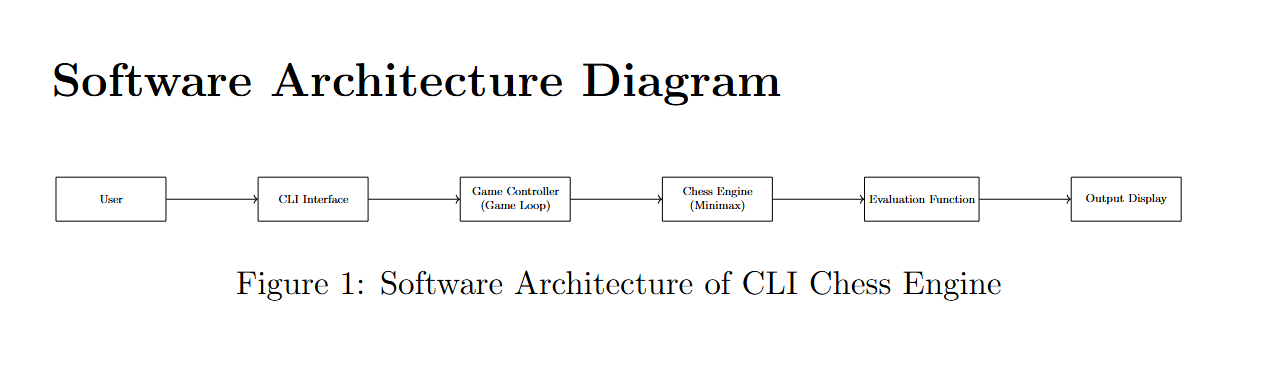 Software Architecture Diagram
User
CLI Interface
Game Controller
(Game Loop)
Chess Engine
(Minimax)
Evaluation Function
Output Display
Figure 1: Software Architecture of CLI Chess Engine